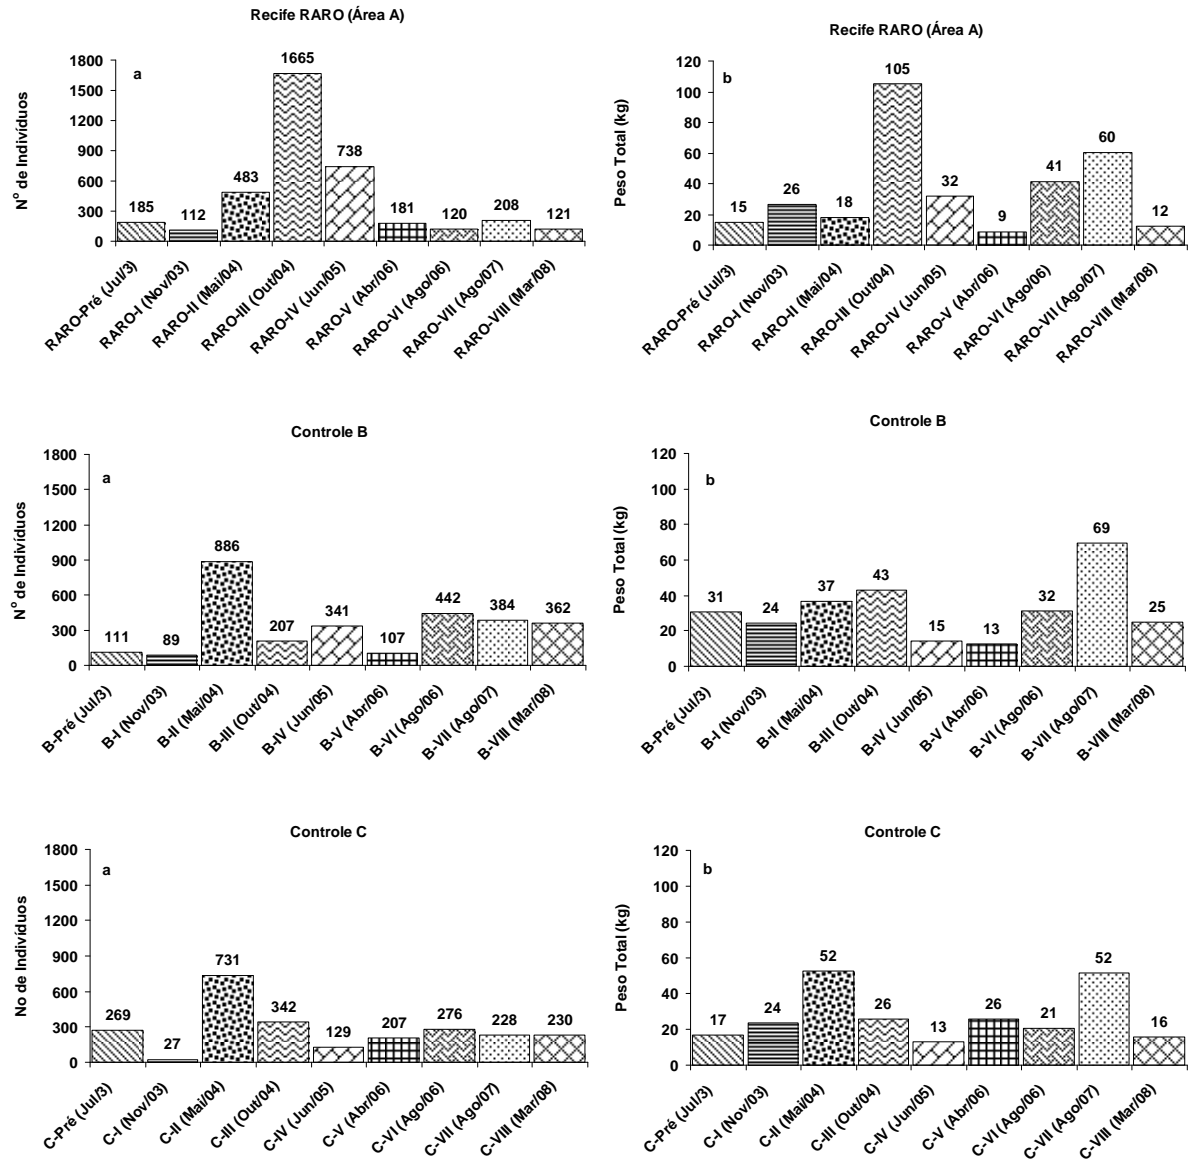 Recife RARO (Área A)
a
Nº de Indivíduos
1800
1500
1200
900
600
300
0
185
112
483
1665
738
181
120
208
121
RARO-Pré (Jul/3)
RARO-I (Nov/03)
RARO-II (Mai/04)
RARO-III (Out/04)
RARO-IV (Jun/05)
RARO-V (Abr/06)
RARO-VI (Ago/06)
RARO-VII (Ago/07)
RARO-VIII (Mar/08)
Recife RARO (Área A)
b
Peso Total (kg)
120
100
80
60
40
20
0
15
26
18
105
32
9
41
60
12
RARO-Pré (Jul/3)
RARO-I (Nov/03)
RARO-II (Mai/04)
RARO-III (Out/04)
RARO-IV (Jun/05)
RARO-V (Abr/06)
RARO-VI (Ago/06)
RARO-VII (Ago/07)
RARO-VIII (Mar/08)
Controle B
a
Nº de Indivíduos
1800
1500
1200
900
600
300
0
111
89
886
207
341
107
442
384
362
B-Pré (Jul/3)
B-I (Nov/03)
B-II (Mai/04)
B-III (Out/04)
B-IV (Jun/05)
B-V (Abr/06)
B-VI (Ago/06)
B-VII (Ago/07)
B-VIII (Mar/08)
Controle B
b
Peso Total (kg)
120
100
80
60
40
20
0
31
24
37
43
15
13
32
69
25
B-Pré (Jul/3)
B-I (Nov/03)
B-II (Mai/04)
B-III (Out/04)
B-IV (Jun/05)
B-V (Abr/06)
B-VI (Ago/06)
B-VII (Ago/07)
B-VIII (Mar/08)
Controle C
a
No de Indivíduos
1800
1500
1200
900
600
300
0
269
27
731
342
129
207
276
228
230
C-Pré (Jul/3)
C-I (Nov/03)
C-II (Mai/04)
C-III (Out/04)
C-IV (Jun/05)
C-V (Abr/06)
C-VI (Ago/06)
C-VII (Ago/07)
C-VIII (Mar/08)
Controle C
b
Peso Total (kg)
120
100
80
60
40
20
0
17
24
52
26
13
26
21
52
16
C-Pré (Jul/3)
C-I (Nov/03)
C-II (Mai/04)
C-III (Out/04)
C-IV (Jun/05)
C-V (Abr/06)
C-VI (Ago/06)
C-VII (Ago/07)
C-VIII (Mar/08)